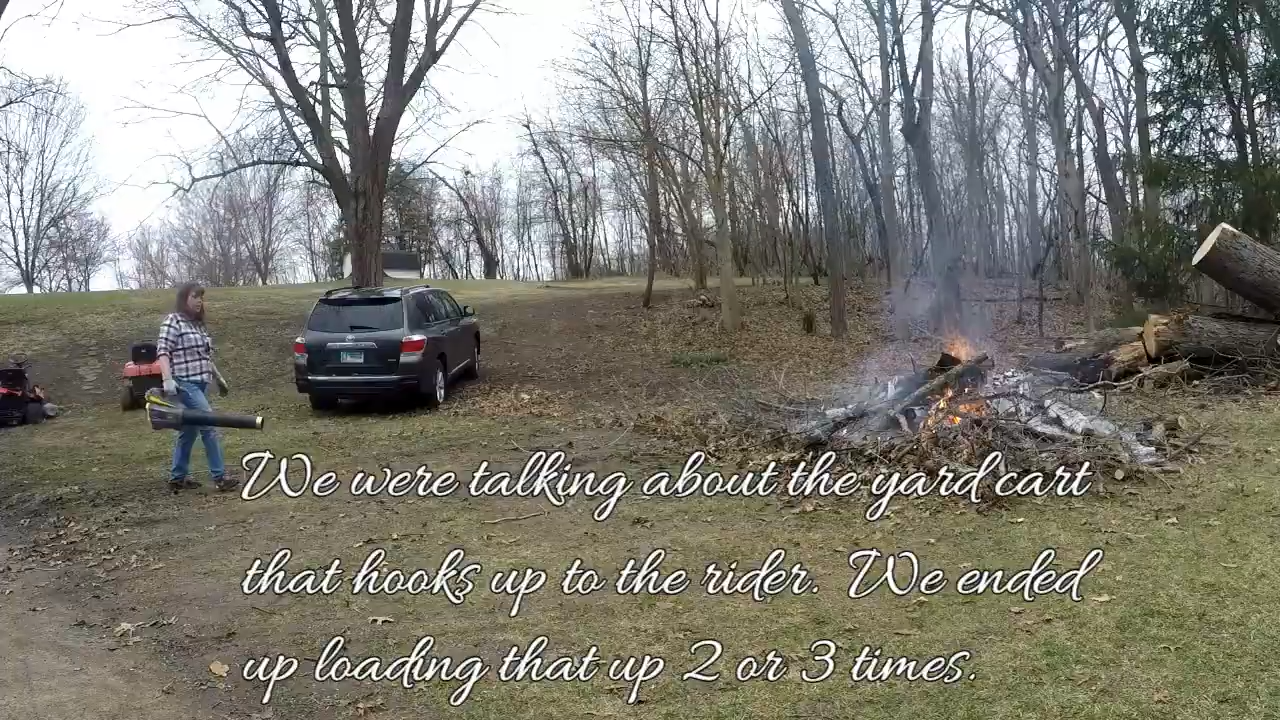 We were talking about the yard cart
that hooks up to the rider. We ended
up loading that up 2 or 3 times.